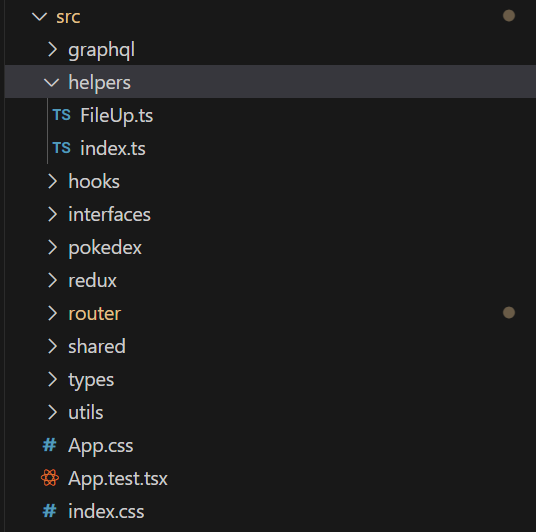 src
graphql
helpers
TS FileUp.ts
TS index.ts
hooks
interfaces
pokedex
redux
router
shared
types
utils
# App.css
App.test.tsx
# index.css